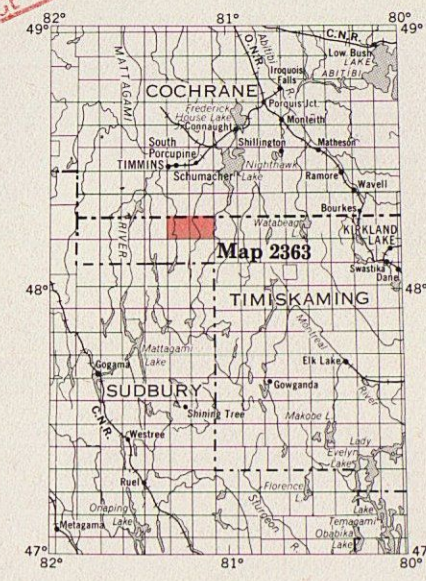 49° 82° 81° 80° 49°
C.N.R.
O.N.R.
Abitibi
R.
Low Bush
LAKE
ABITIBI
Iroquois
Falls
MATTAGAMI
COCHRANE
Porquis Jct.
Frederick
House Lake
Connaught
Monteith
South
Porcupine
Shillington
Matheson
TIMMINS
Nighthawk
Lake
Schumacher
Ramore
Wavell
Bourkes
RIVER
Watabeag
L.
KIRKLAND
LAKE
Map 2363
Swastika
Dane
48° 48°
TIMISKAMING
Mattagami
Lake
Montreal
River
Elk Lake
Gogama
Gowganda
SUDBURY
Shining Tree
Makobe L.
C.N.R.
Westree
Lady
Evelyn
Lake
Ruel
Florence
L.
Onaping
Lake
Sturgeon
R.
Lake
Temagami
Obabika
Lake
Metagama
47° 47°
82° 81° 80°